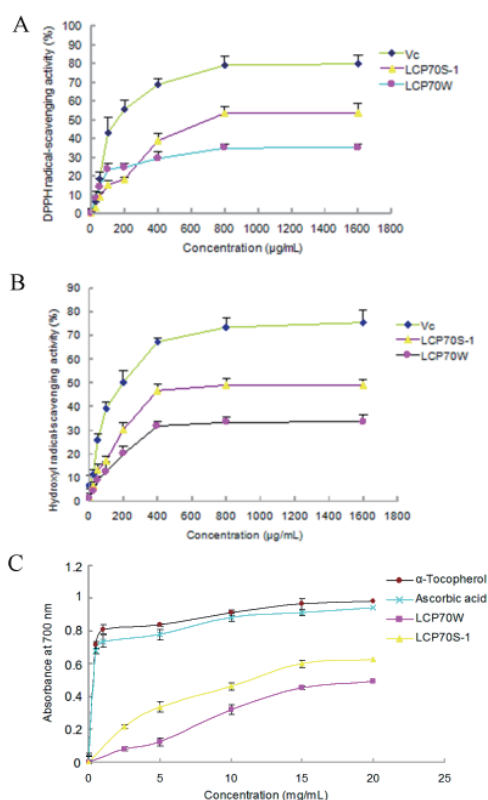 A
DPPH radical-scavenging activity (%)
90
80
70
60
50
40
30
20
10
0
0 200 400 600 800 1000 1200 1400 1600 1800
Concentration (µg/mL)
Vc
LCP70S-1
LCP70W
B
Hydroxyl radical-scavenging activity (%)
90
80
70
60
50
40
30
20
10
0
0 200 400 600 800 1000 1200 1400 1600 1800
Concentration (µg/mL)
Vc
LCP70S-1
LCP70W
C
Absorbance at 700 nm
1.2
1
0.8
0.6
0.4
0.2
0
0 5 10 15 20 25
Concentration (mg/mL)
α-Tocopherol
Ascorbic acid
LCP70W
LCP70S-1